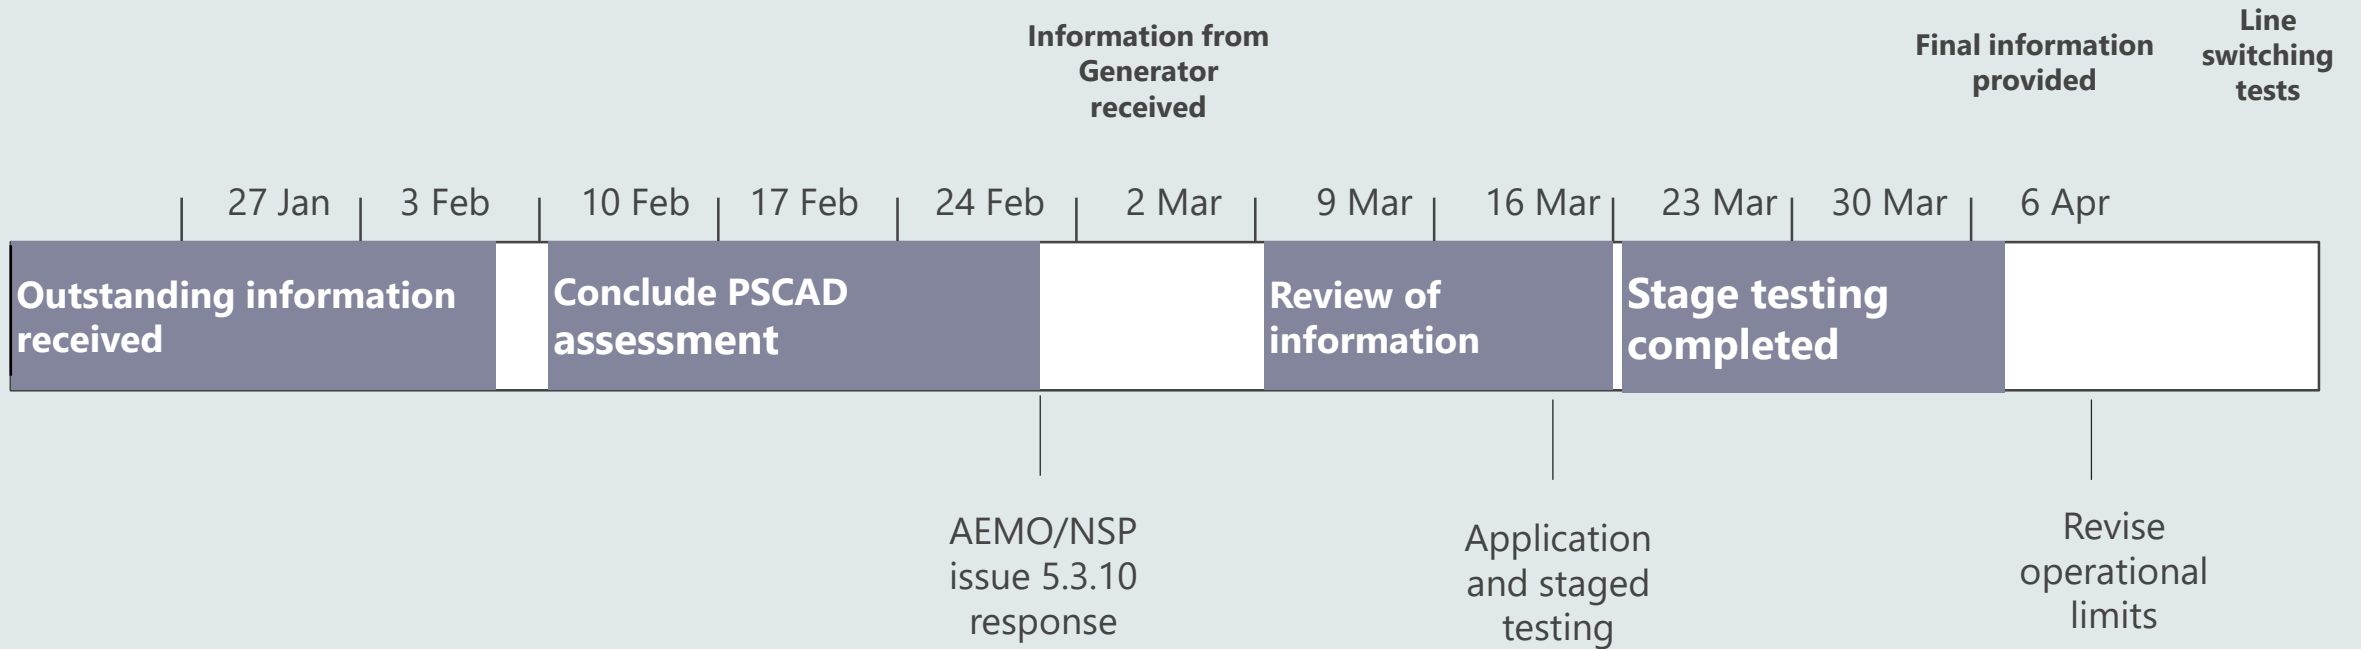 Information from
Generator
received
Final information
provided
Line
switching
tests
27 Jan
3 Feb
10 Feb
17 Feb
24 Feb
2 Mar
9 Mar
16 Mar
23 Mar
30 Mar
6 Apr
Outstanding information
received
Conclude PSCAD
assessment
Review of
information
Stage testing
completed
AEMO/NSP
issue 5.3.10
response
Application
and staged
testing
Revise
operational
limits